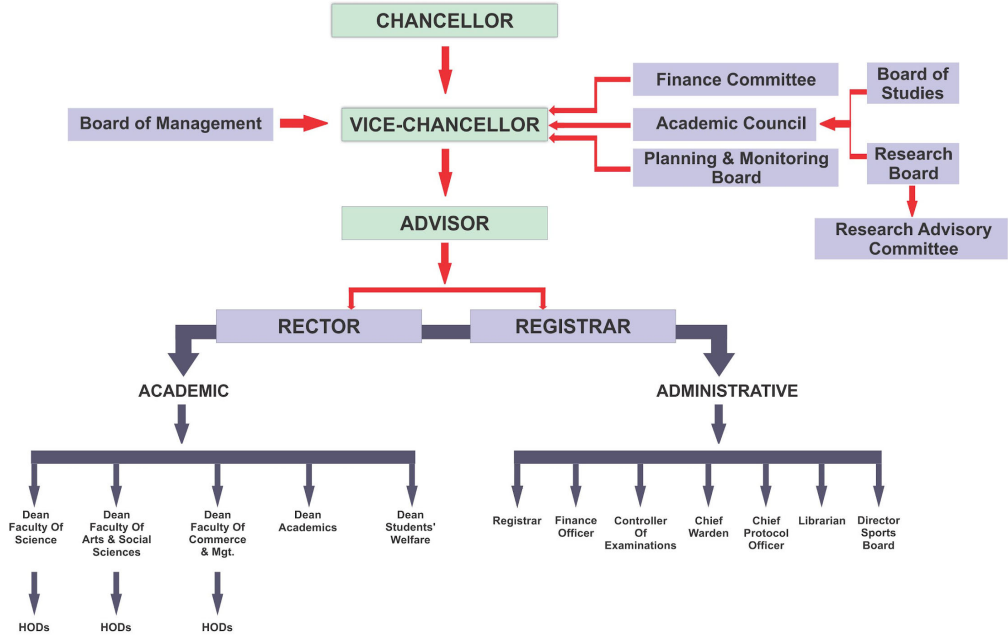 CHANCELLOR
Finance Committee
Board of
Studies
Board of Management
VICE-CHANCELLOR
Academic Council
Planning & Monitoring
Board
Research
Board
ADVISOR
Research Advisory
Committee
RECTOR
REGISTRAR
ACADEMIC
ADMINISTRATIVE
Dean
Faculty Of
Science
Dean
Faculty Of
Arts & Social
Sciences
Dean
Faculty Of
Commerce
& Mgt.
Dean
Academics
Dean
Students'
Welfare
Registrar
Finance
Officer
Controller
Of
Examinations
Chief
Warden
Chief
Protocol
Officer
Librarian
Director
Sports
Board
HODs
HODs
HODs